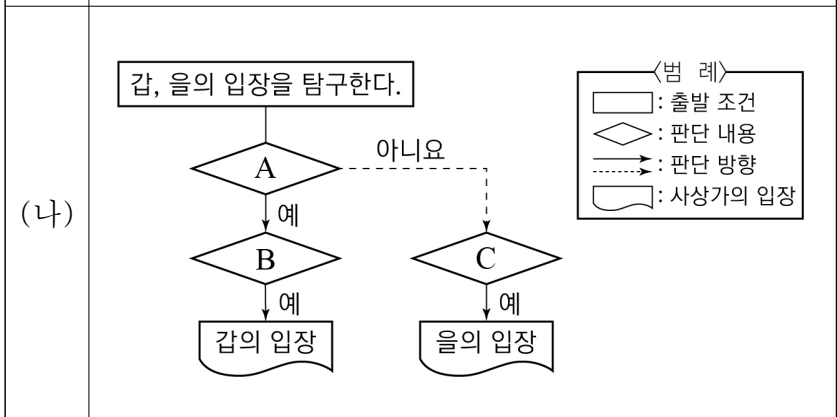 갑, 을의 입장을 탐구한다.
〈범 례〉
: 출발 조건
: 판단 내용
: 판단 방향
: 사상가의 입장
A
아니요
(나)
예
B
C
예
예
갑의 입장
을의 입장